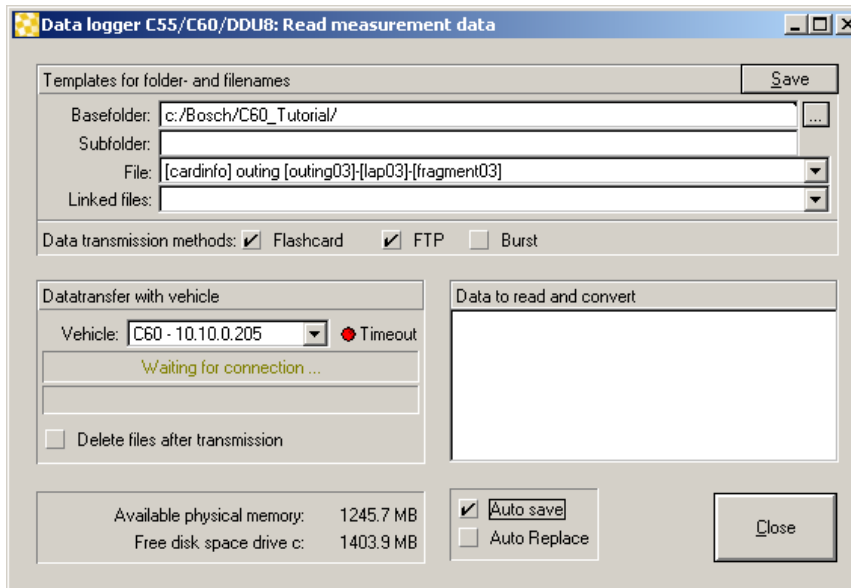 Data logger C55/C60/DDU8: Read measurement data
Templates for folder- and filenames
Save
Basefolder: c:/Bosch/C60_Tutorial/ ...
Subfolder:
File: [cardinfo] outing [outing03]-[lap03]-[fragment03]
Linked files:
Data transmission methods: Flashcard FTP Burst
Datatransfer with vehicle
Vehicle: C60 - 10.10.0.205 Timeout
Waiting for connection ...
Delete files after transmission
Data to read and convert
Available physical memory: 1245.7 MB
Free disk space drive c: 1403.9 MB
Auto save
Auto Replace
Close